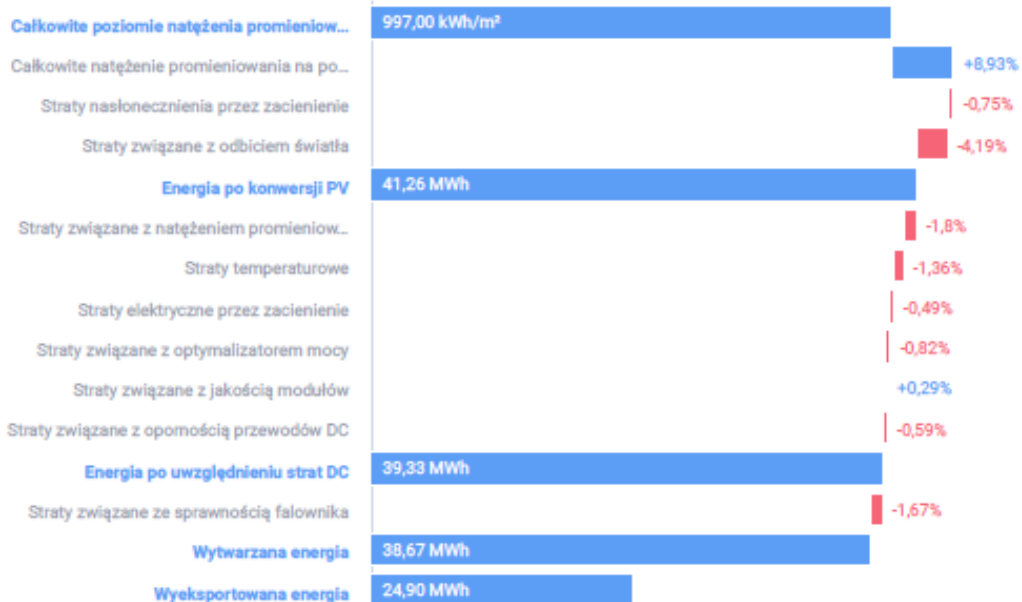 Całkowite poziomie natężenia promieniow... 997,00 kWh/m²
Całkowite natężenie promieniowania na po... +8,93%
Straty nasłonecznienia przez zacienienie -0,75%
Straty związane z odbiciem światła -4,19%
Energia po konwersji PV 41,26 MWh
Straty związane z natężeniem promieniow... -1,8%
Straty temperaturowe -1,36%
Straty elektryczne przez zacienienie -0,49%
Straty związane z optymalizatorem mocy -0,82%
Straty związane z jakością modułów +0,29%
Straty związane z opornością przewodów DC -0,59%
Energia po uwzględnieniu strat DC 39,33 MWh
Straty związane ze sprawnością falownika -1,67%
Wytwarzana energia 38,67 MWh
Wyeksportowana energia 24,90 MWh